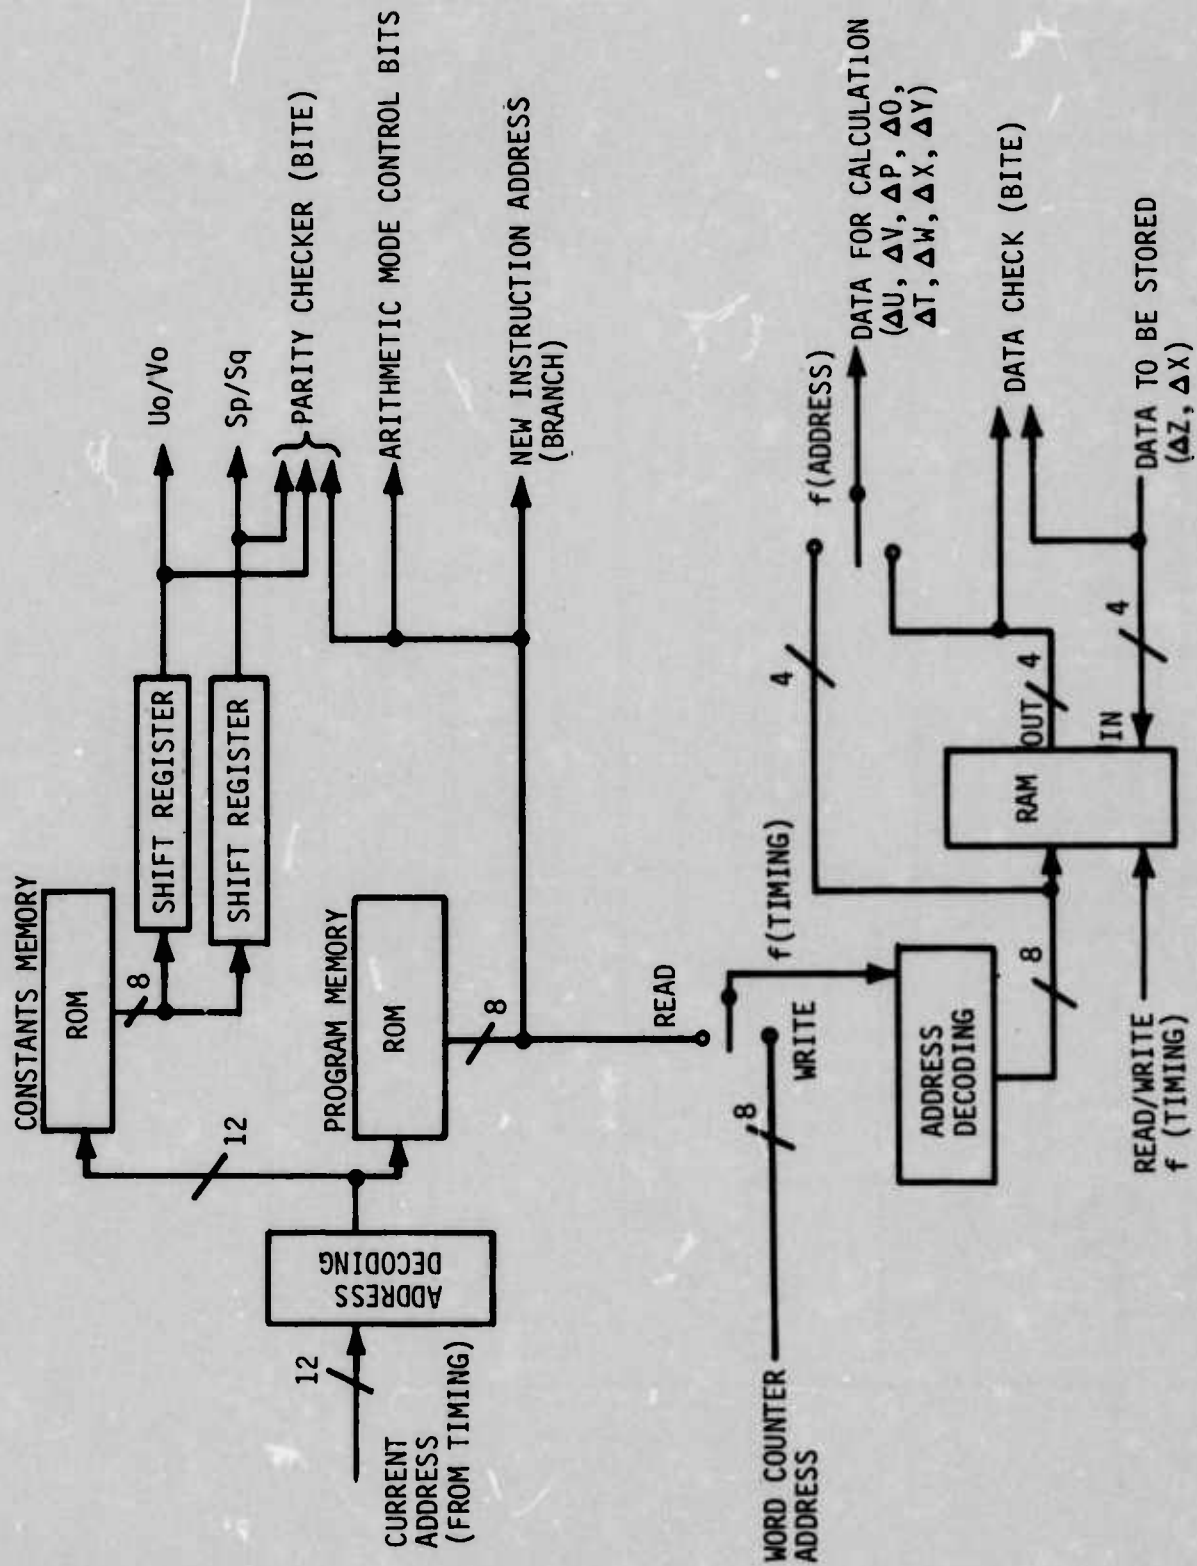 CONSTANTS MEMORY
ROM
8
SHIFT REGISTER
SHIFT REGISTER
Uo/Vo
Sp/Sq
PARITY CHECKER (BITE)
ARITHMETIC MODE CONTROL BITS
NEW INSTRUCTION ADDRESS
(BRANCH)
12
PROGRAM MEMORY
ROM
8
ADDRESS
DECODING
12
CURRENT
ADDRESS
(FROM TIMING)
READ
WRITE
f(TIMING)
8
WORD COUNTER
ADDRESS
ADDRESS
DECODING
8
4
f(ADDRESS)
DATA FOR CALCULATION
(ΔU, ΔV, ΔP, ΔO,
ΔT, ΔW, ΔX, ΔY)
RAM
OUT
4
IN
4
DATA CHECK (BITE)
DATA TO BE STORED
(ΔZ, ΔX)
READ/WRITE
f (TIMING)